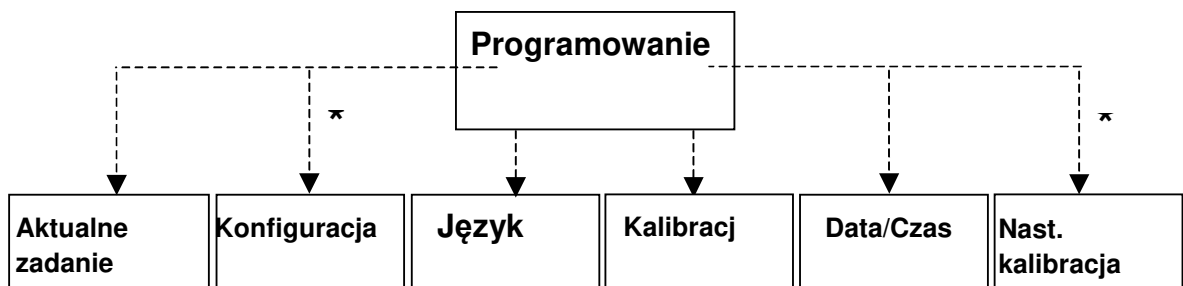 Programowanie
Aktualne
zadanie
Konfiguracja
Język
Kalibracj
Data/Czas
Nast.
kalibracja